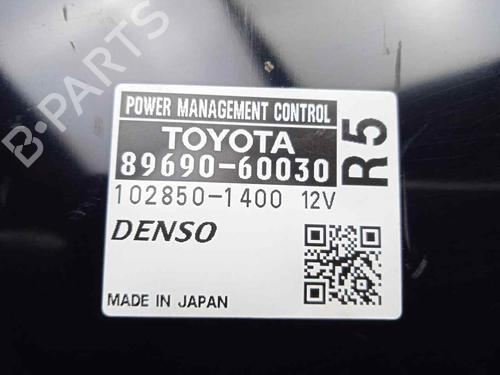 POWER MANAGEMENT CONTROL
TOYOTA
89690-60030
R5
102850-1400 12V
DENSO
MADE IN JAPAN
B-PARTS